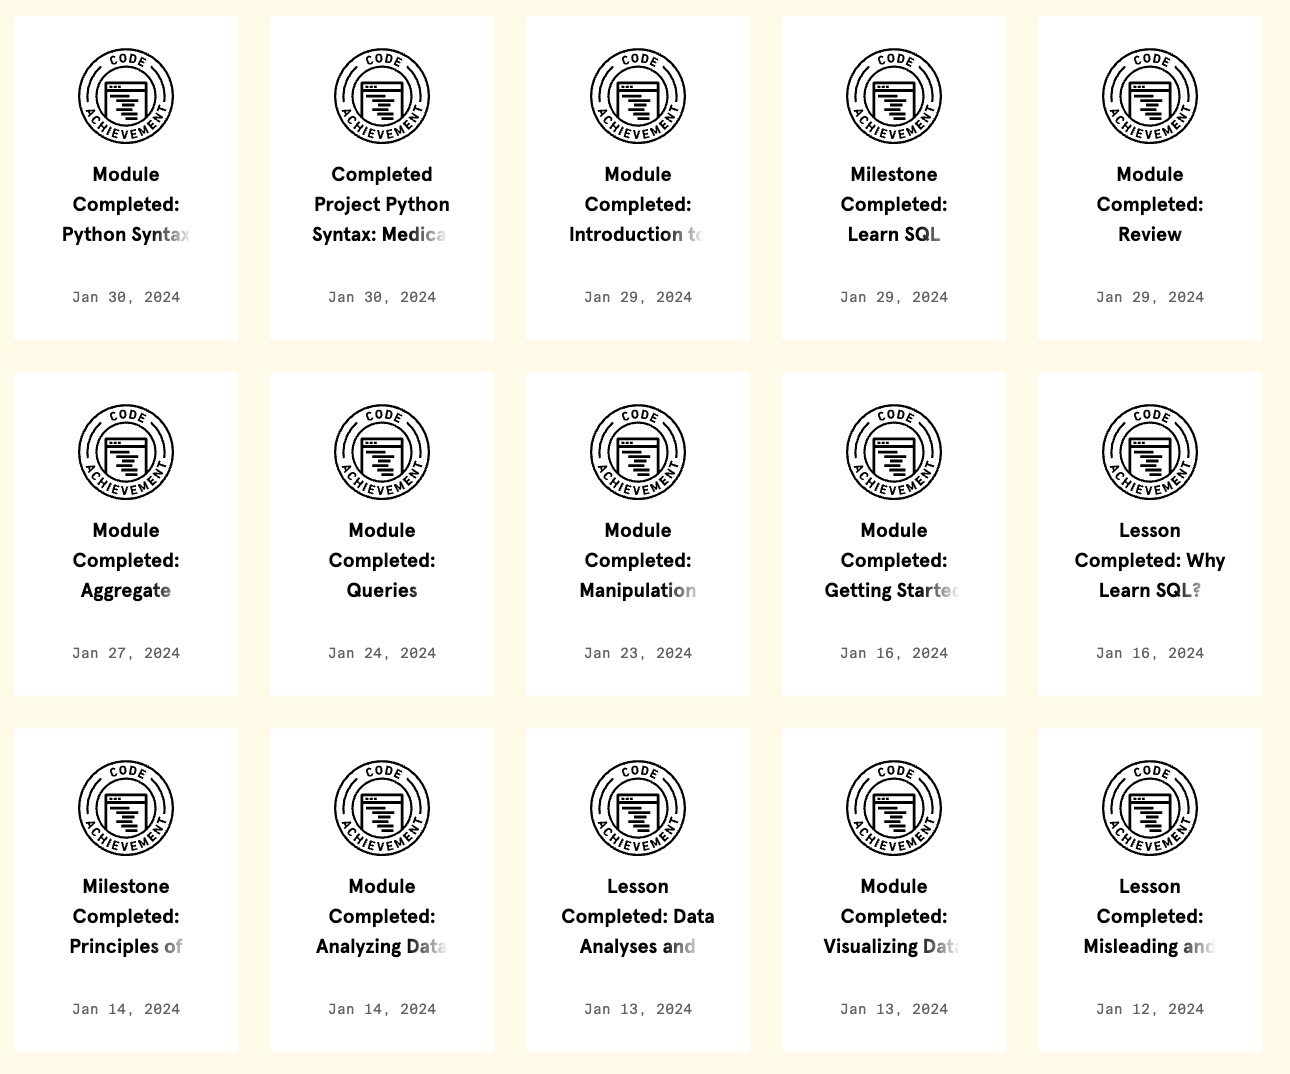 CODE ACHIEVEMENT
Module
Completed:
Python Syntax
Jan 30, 2024
CODE ACHIEVEMENT
Completed
Project Python
Syntax: Medica
Jan 30, 2024
CODE ACHIEVEMENT
Module
Completed:
Introduction to
Jan 29, 2024
CODE ACHIEVEMENT
Milestone
Completed:
Learn SQL
Jan 29, 2024
CODE ACHIEVEMENT
Module
Completed:
Review
Jan 29, 2024
CODE ACHIEVEMENT
Module
Completed:
Aggregate
Jan 27, 2024
CODE ACHIEVEMENT
Module
Completed:
Queries
Jan 24, 2024
CODE ACHIEVEMENT
Module
Completed:
Manipulation
Jan 23, 2024
CODE ACHIEVEMENT
Module
Completed:
Getting Started
Jan 16, 2024
CODE ACHIEVEMENT
Lesson
Completed: Why
Learn SQL?
Jan 16, 2024
CODE ACHIEVEMENT
Milestone
Completed:
Principles of
Jan 14, 2024
CODE ACHIEVEMENT
Module
Completed:
Analyzing Data
Jan 14, 2024
CODE ACHIEVEMENT
Lesson
Completed: Data
Analyses and
Jan 13, 2024
CODE ACHIEVEMENT
Module
Completed:
Visualizing Data
Jan 13, 2024
CODE ACHIEVEMENT
Lesson
Completed:
Misleading and
Jan 12, 2024